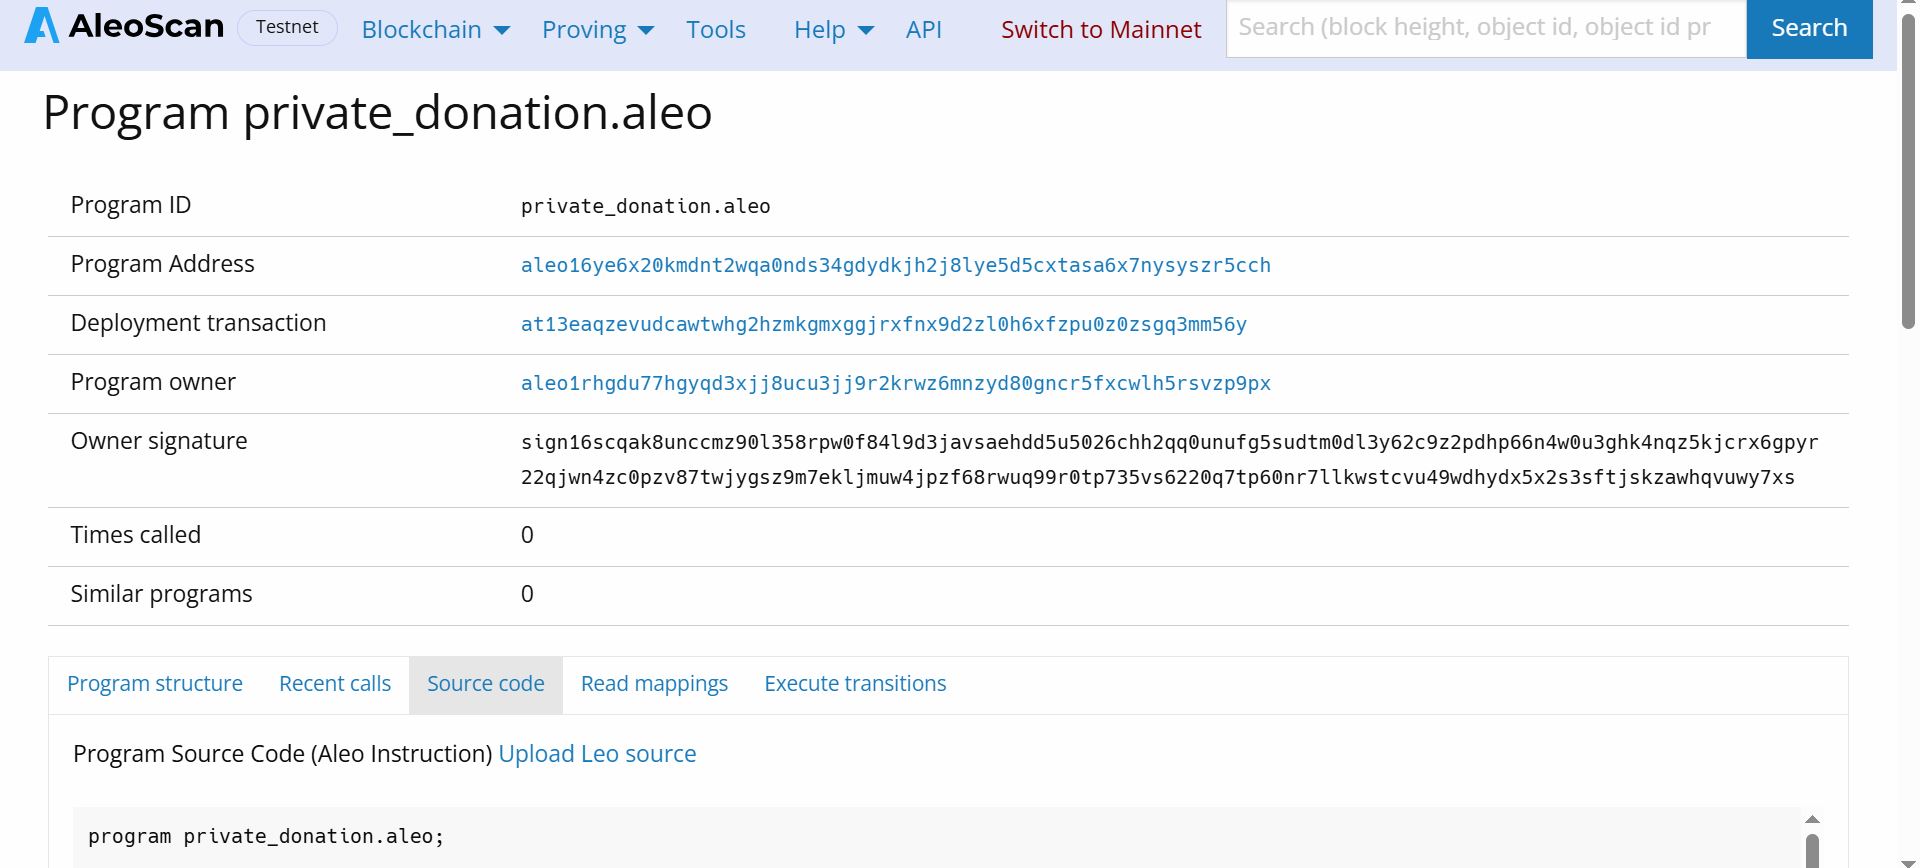 AleoScan Testnet Blockchain Proving Tools Help API Switch to Mainnet Search (block height, object id, object id pr Search
Program private_donation.aleo
Program ID private_donation.aleo
Program Address aleo16ye6x20kmdnt2wqa0nds34gdydkjh2j8lye5d5cxtasa6x7nysyszr5cch
Deployment transaction at13eaqzevudcawtwhg2hzmkgmxggjrxfnx9d2zl0h6xfzpu0z0zsgq3mm56y
Program owner aleo1rhgdu77hgyqd3xjj8ucu3jj9r2krwz6mnzyd80gncr5fxcwlh5rsvzp9px
Owner signature sign16scqak8unccmz90l358rpw0f84l9d3javsaehdd5u5026chh2qq0unufg5sudtm0dl3y62c9z2pdhp66n4w0u3ghk4nqz5kjcrx6gpyr
22qjwn4zc0pzv87twjygsz9m7ekljmuw4jpzf68rwuq99r0tp735vs6220q7tp60nr7llkwstcvu49wdhydx5x2s3sftjskzawhqvuwy7xs
Times called 0
Similar programs 0
Program structure Recent calls Source code Read mappings Execute transitions
Program Source Code (Aleo Instruction) Upload Leo source
program private_donation.aleo;